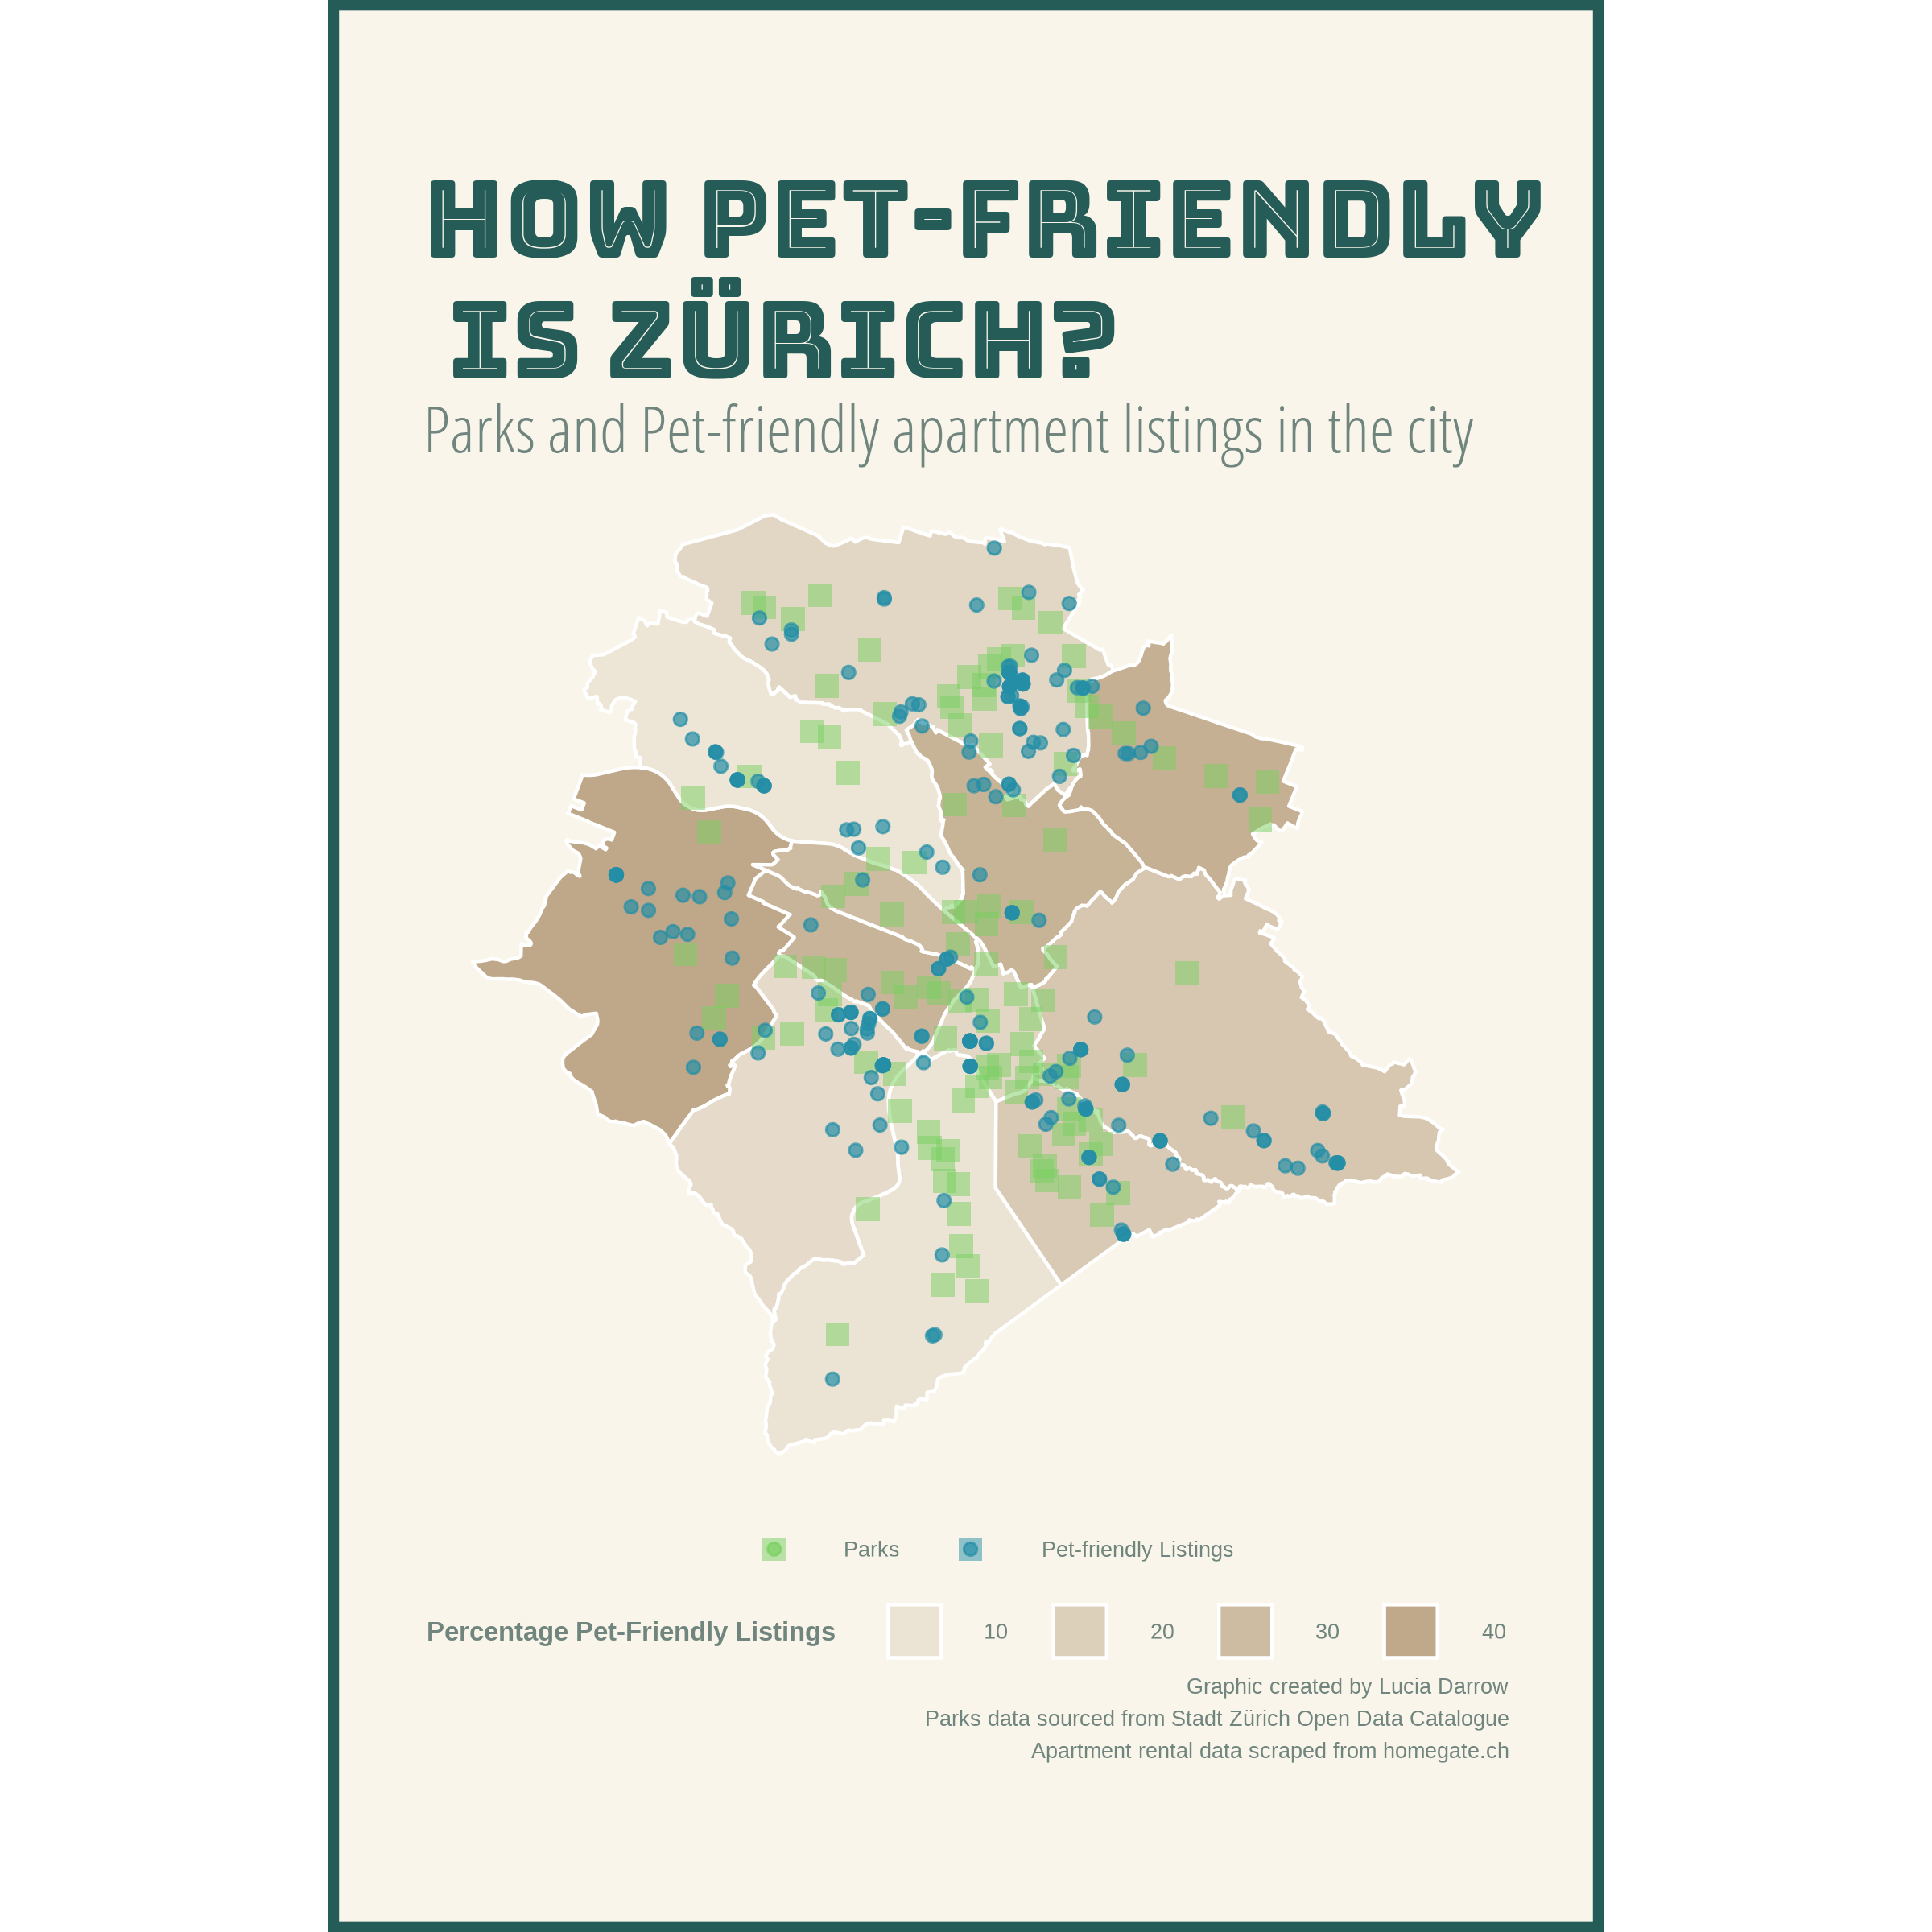 HOW PET-FRIENDLY
IS ZÜRICH?
Parks and Pet-friendly apartment listings in the city
Parks Pet-friendly Listings
Percentage Pet-Friendly Listings 10 20 30 40
Graphic created by Lucia Darrow
Parks data sourced from Stadt Zürich Open Data Catalogue
Apartment rental data scraped from homegate.ch